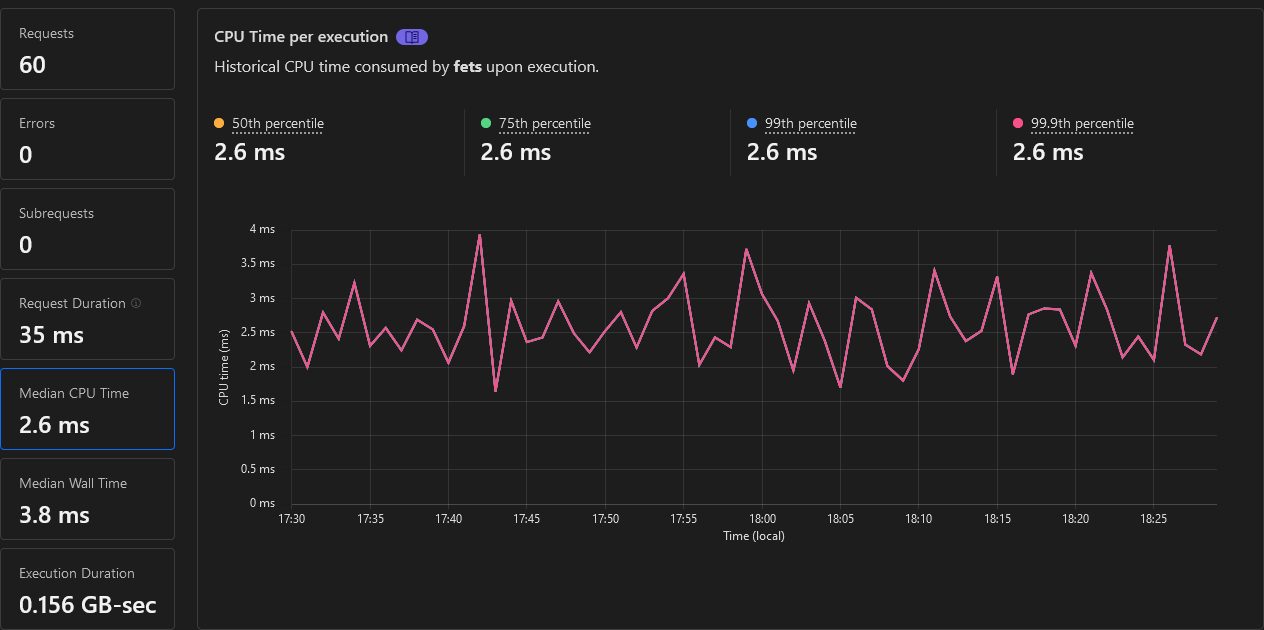 Requests
60
Errors
0
Subrequests
0
Request Duration
35 ms
Median CPU Time
2.6 ms
Median Wall Time
3.8 ms
Execution Duration
0.156 GB-sec
CPU Time per execution
Historical CPU time consumed by fets upon execution.
50th percentile
2.6 ms
75th percentile
2.6 ms
99th percentile
2.6 ms
99.9th percentile
2.6 ms
CPU time (ms)
4 ms
3.5 ms
3 ms
2.5 ms
2 ms
1.5 ms
1 ms
0.5 ms
0 ms
17:30 17:35 17:40 17:45 17:50 17:55 18:00 18:05 18:10 18:15 18:20 18:25
Time (local)